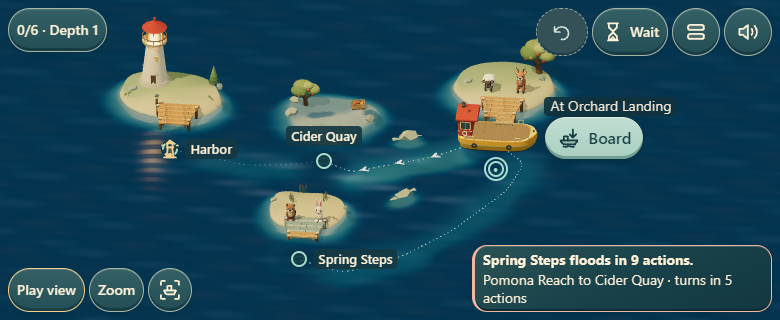 0/6 · Depth 1
Wait
At Orchard Landing
Board
Cider Quay
Harbor
Spring Steps
Spring Steps floods in 9 actions.
Pomona Reach to Cider Quay · turns in 5
actions
Play view
Zoom